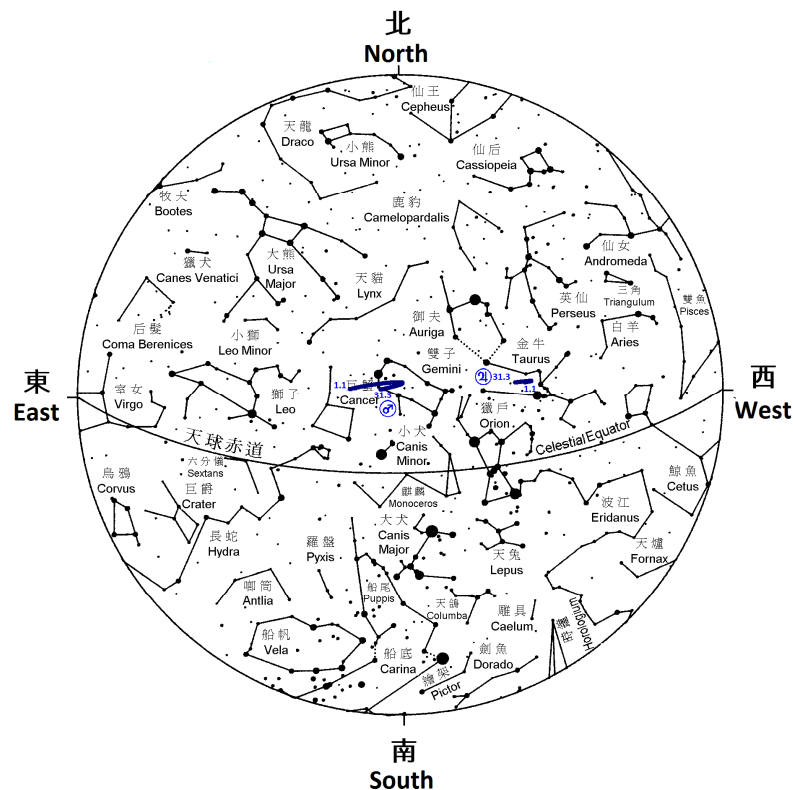 北
North
仙王
Cepheus
天龍
Draco
小熊
Ursa Minor
仙后
Cassiopeia
牧夫
Bootes
鹿豹
Camelopardalis
大熊
Ursa
Major
獵犬
Canes Venatici
天貓
Lynx
仙女
Andromeda
三角
Triangulum
雙魚
Pisces
英仙
Perseus
白羊
Aries
后髮
Coma Berenices
小獅
Leo Minor
御夫
Auriga
金牛
Taurus
雙子
Gemini
東
East
西
West
室女
Virgo
獅子
Leo
1.1
巨蟹
Cancer
31.3
♂
♃
31.3
1.1
獵戶
Orion
小犬
Canis
Minor
天球赤道
Celestial Equator
烏鴉
Corvus
六分儀
Sextans
巨爵
Crater
麒麟
Monoceros
鯨魚
Cetus
波江
Eridanus
長蛇
Hydra
羅盤
Pyxis
大犬
Canis
Major
天兔
Lepus
天爐
Fornax
唧筒
Antlia
船尾
Puppis
天鴿
Columba
雕具
Caelum
時鐘
Horologium
船帆
Vela
船底
Carina
繪架
Pictor
劍魚
Dorado
南
South